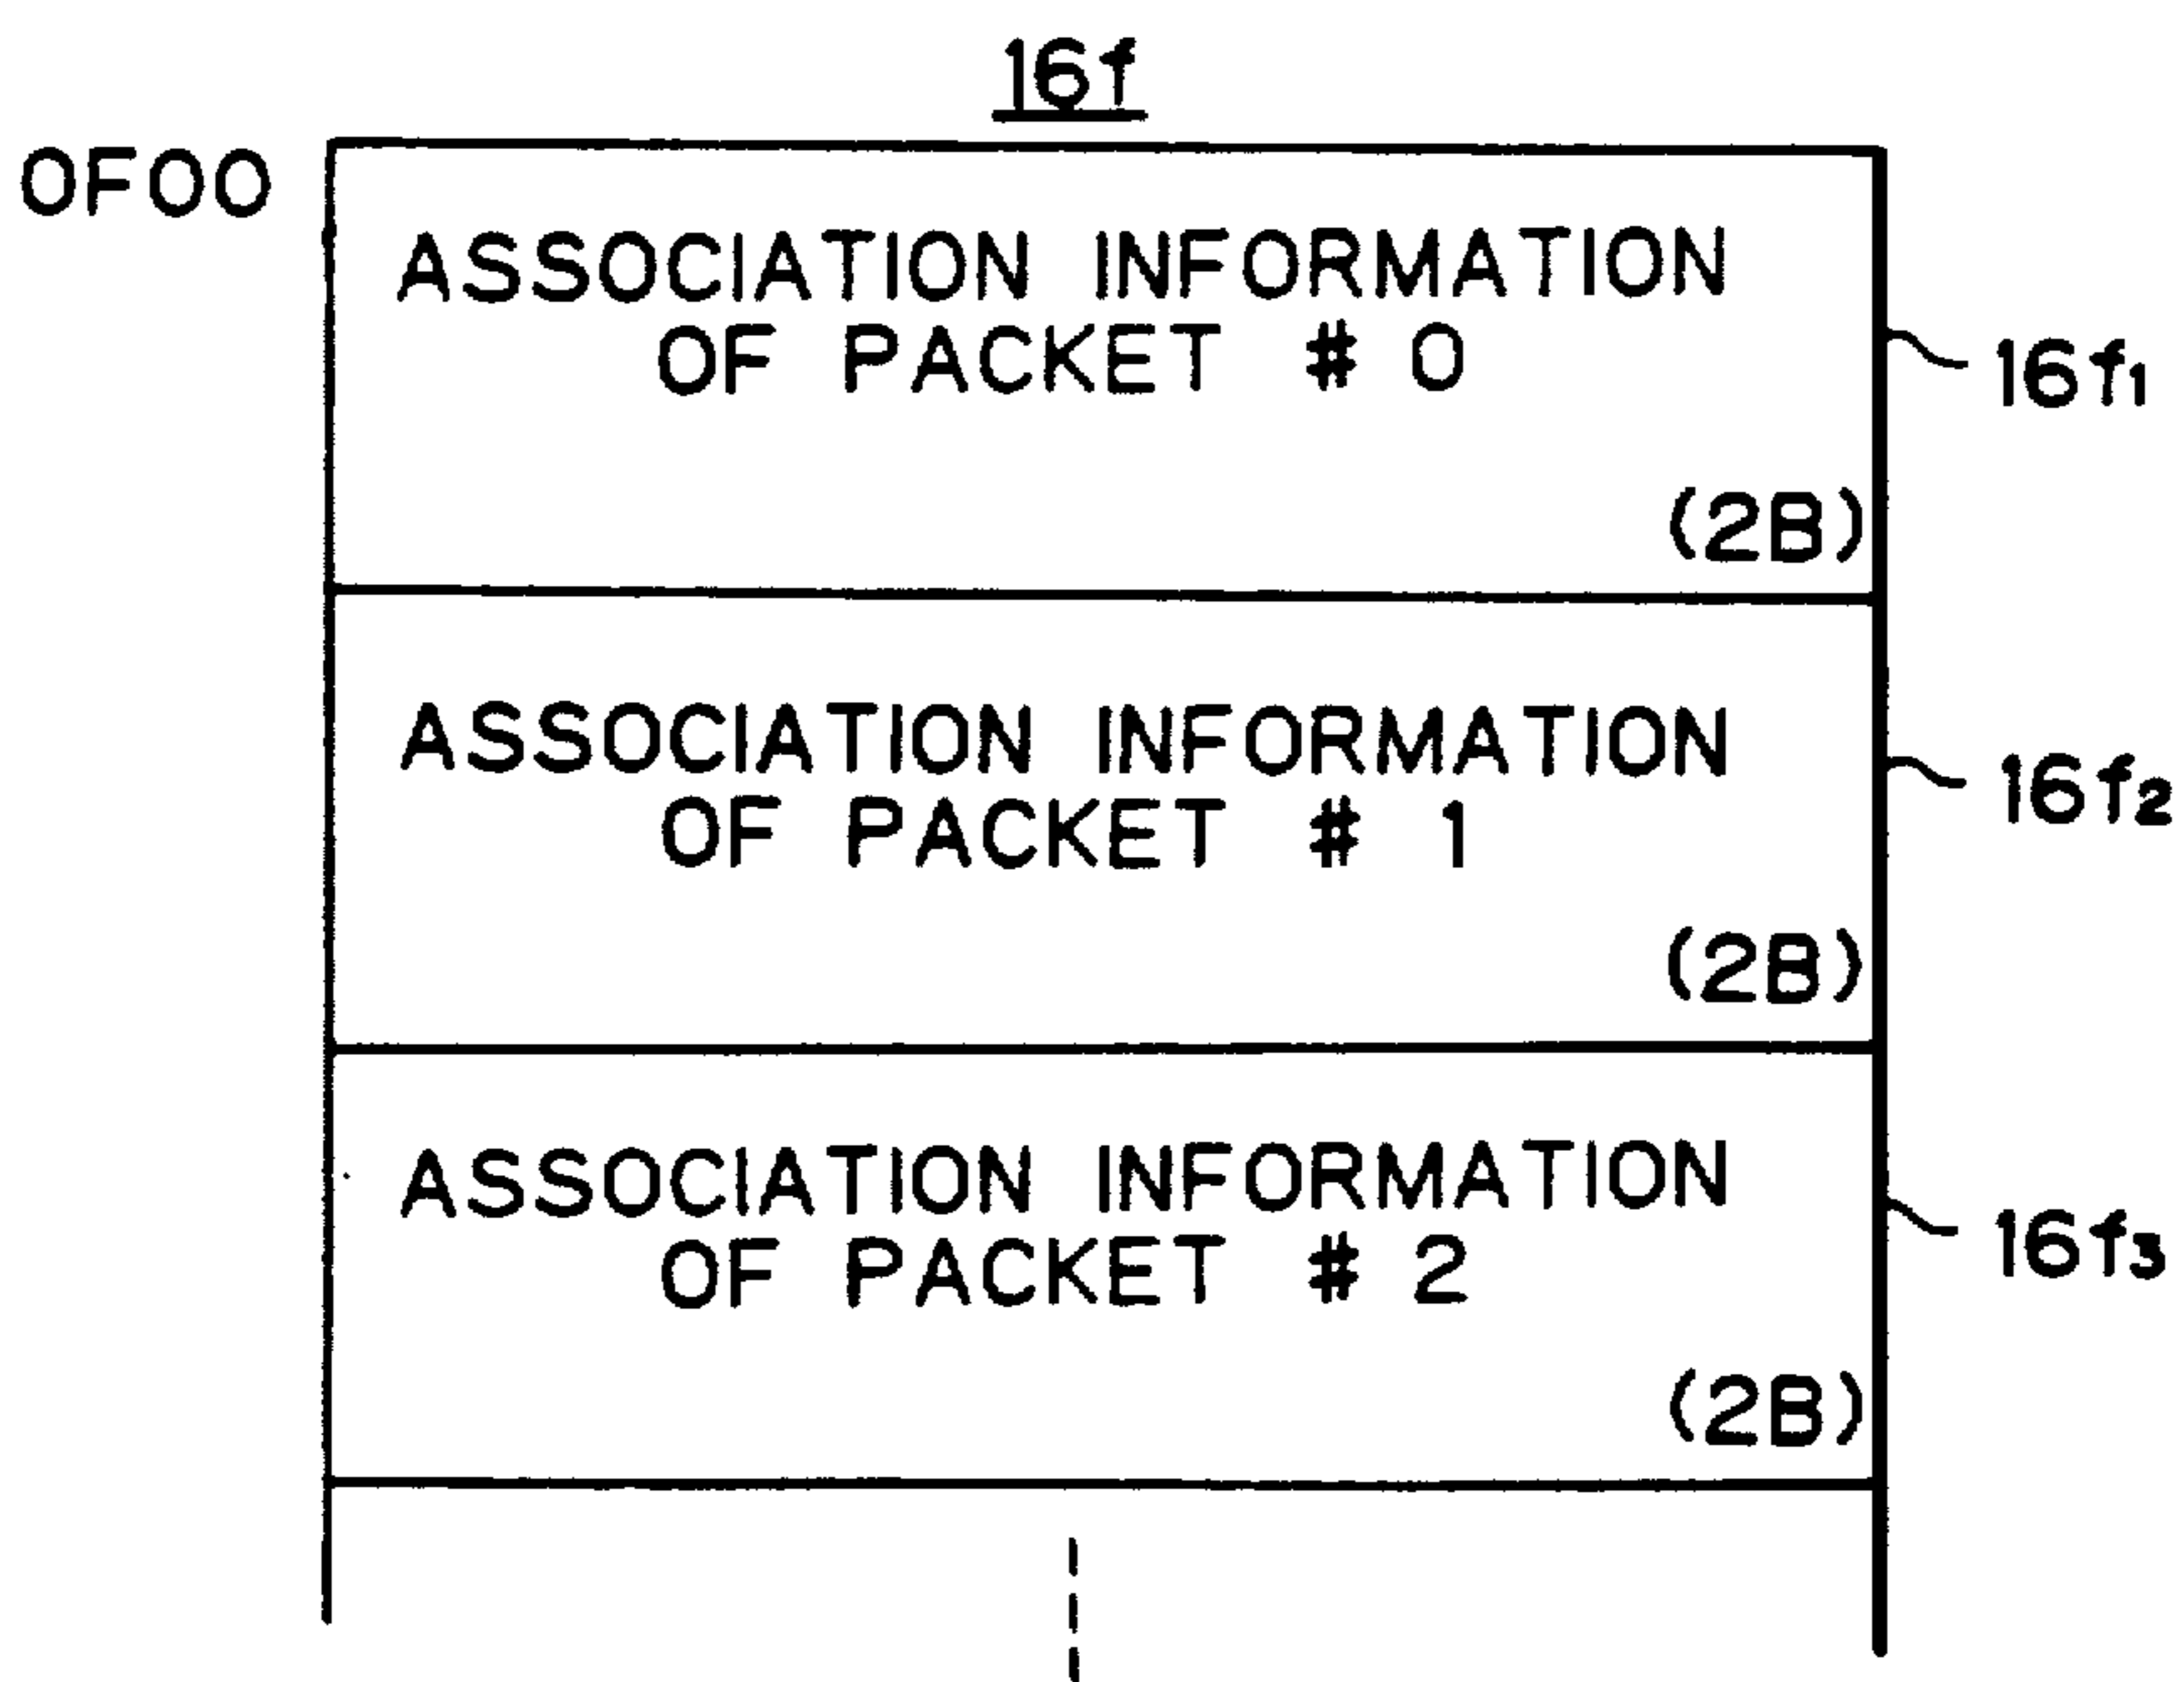 16f
0F00
ASSOCIATION INFORMATION
OF PACKET # 0
(2B)
16f1
ASSOCIATION INFORMATION
OF PACKET # 1
(2B)
16f2
ASSOCIATION INFORMATION
OF PACKET # 2
(2B)
16f3